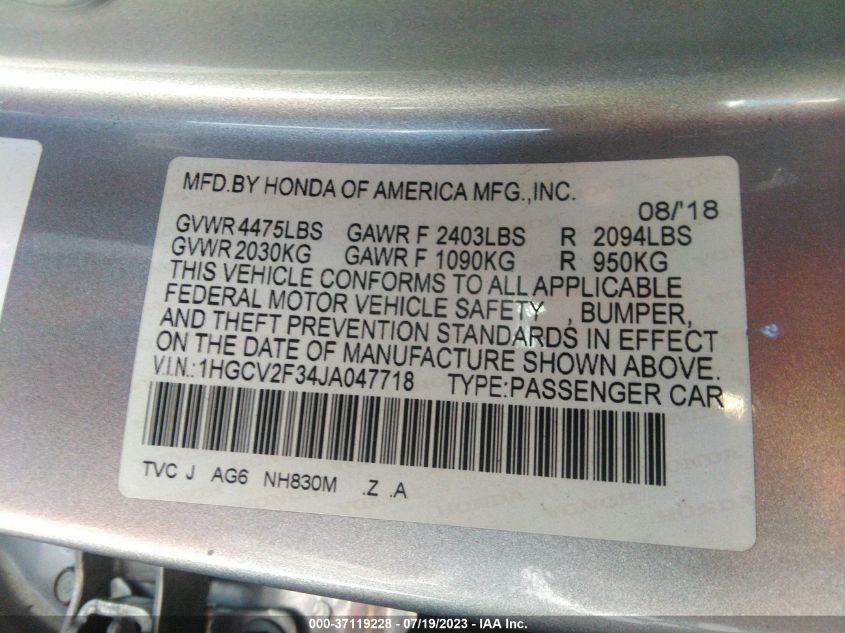 MFD.BY HONDA OF AMERICA MFG.,INC.
08/'18
GVWR 4475LBS GAWR F 2403LBS R 2094LBS
GVWR 2030KG GAWR F 1090KG R 950KG
THIS VEHICLE CONFORMS TO ALL APPLICABLE
FEDERAL MOTOR VEHICLE SAFETY , BUMPER,
AND THEFT PREVENTION STANDARDS IN EFFECT
ON THE DATE OF MANUFACTURE SHOWN ABOVE.
V.I.N.:1HGCV2F34JA047718 TYPE:PASSENGER CAR
TVC J AG6 NH830M .Z .A
000-37119228 - 07/19/2023 - IAA Inc.